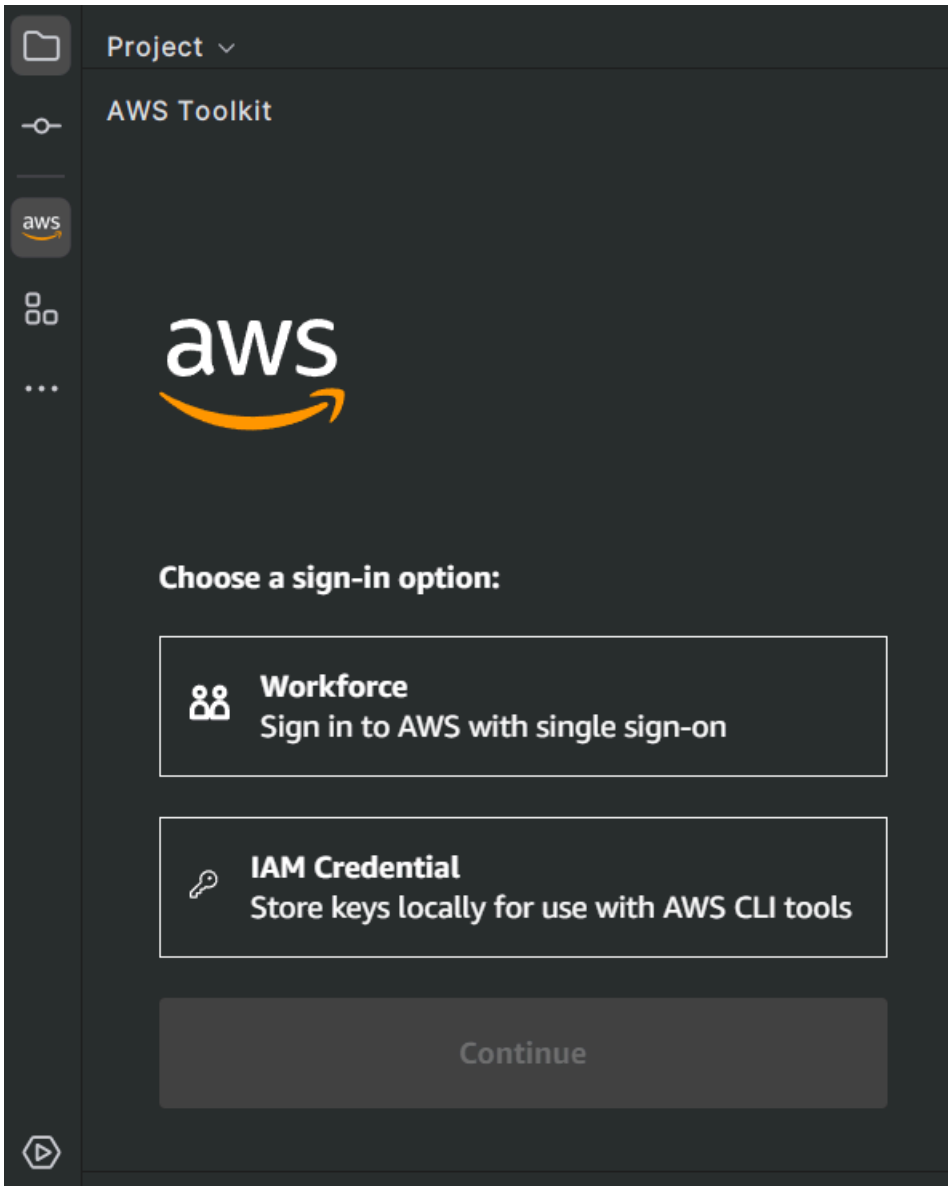 Project
AWS Toolkit
aws
aws
Choose a sign-in option:
Workforce
Sign in to AWS with single sign-on
IAM Credential
Store keys locally for use with AWS CLI tools
Continue